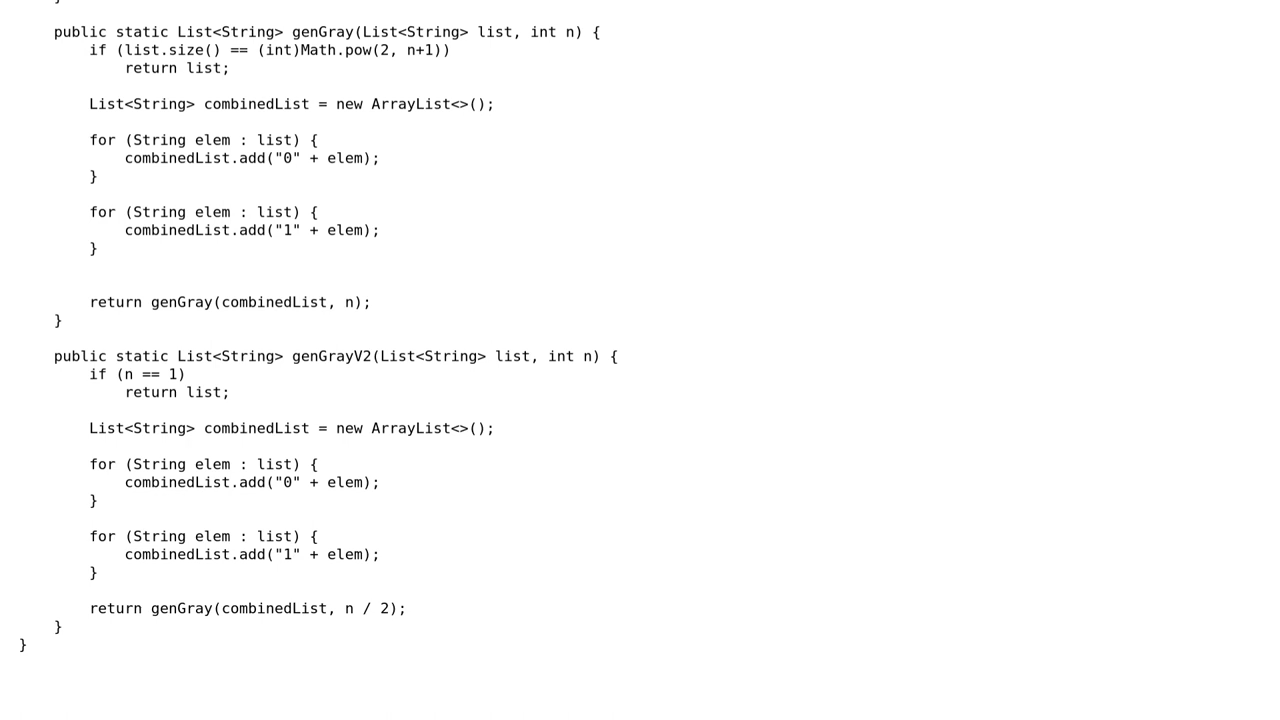 }
public static List<String> genGray(List<String> list, int n) {
if (list.size() == (int)Math.pow(2, n+1))
return list;
List<String> combinedList = new ArrayList<>();
for (String elem : list) {
combinedList.add("0" + elem);
}
for (String elem : list) {
combinedList.add("1" + elem);
}
return genGray(combinedList, n);
}
public static List<String> genGrayV2(List<String> list, int n) {
if (n == 1)
return list;
List<String> combinedList = new ArrayList<>();
for (String elem : list) {
combinedList.add("0" + elem);
}
for (String elem : list) {
combinedList.add("1" + elem);
}
return genGray(combinedList, n / 2);
}
}